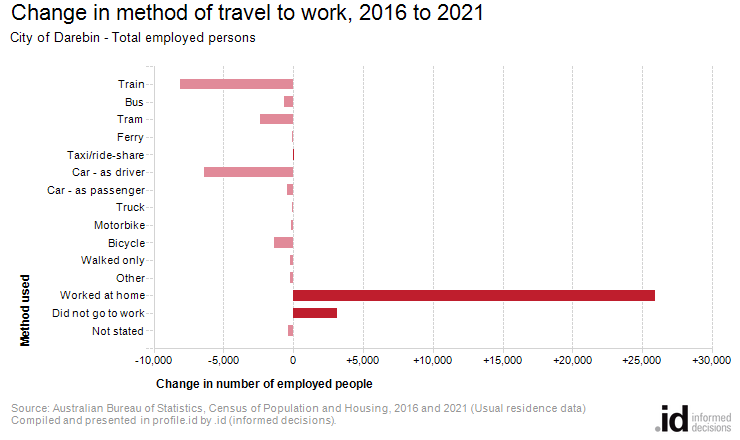 Change in method of travel to work, 2016 to 2021
City of Darebin - Total employed persons
Train
Bus
Tram
Ferry
Taxi/ride-share
Car - as driver
Car - as passenger
Truck
Motorbike
Bicycle
Walked only
Other
Worked at home
Did not go to work
Not stated
Method used
-10,000 -5,000 0 +5,000 +10,000 +15,000 +20,000 +25,000 +30,000
Change in number of employed people
Source: Australian Bureau of Statistics, Census of Population and Housing, 2016 and 2021 (Usual residence data)
Compiled and presented in profile.id by .id (informed decisions).
.id informed
decisions